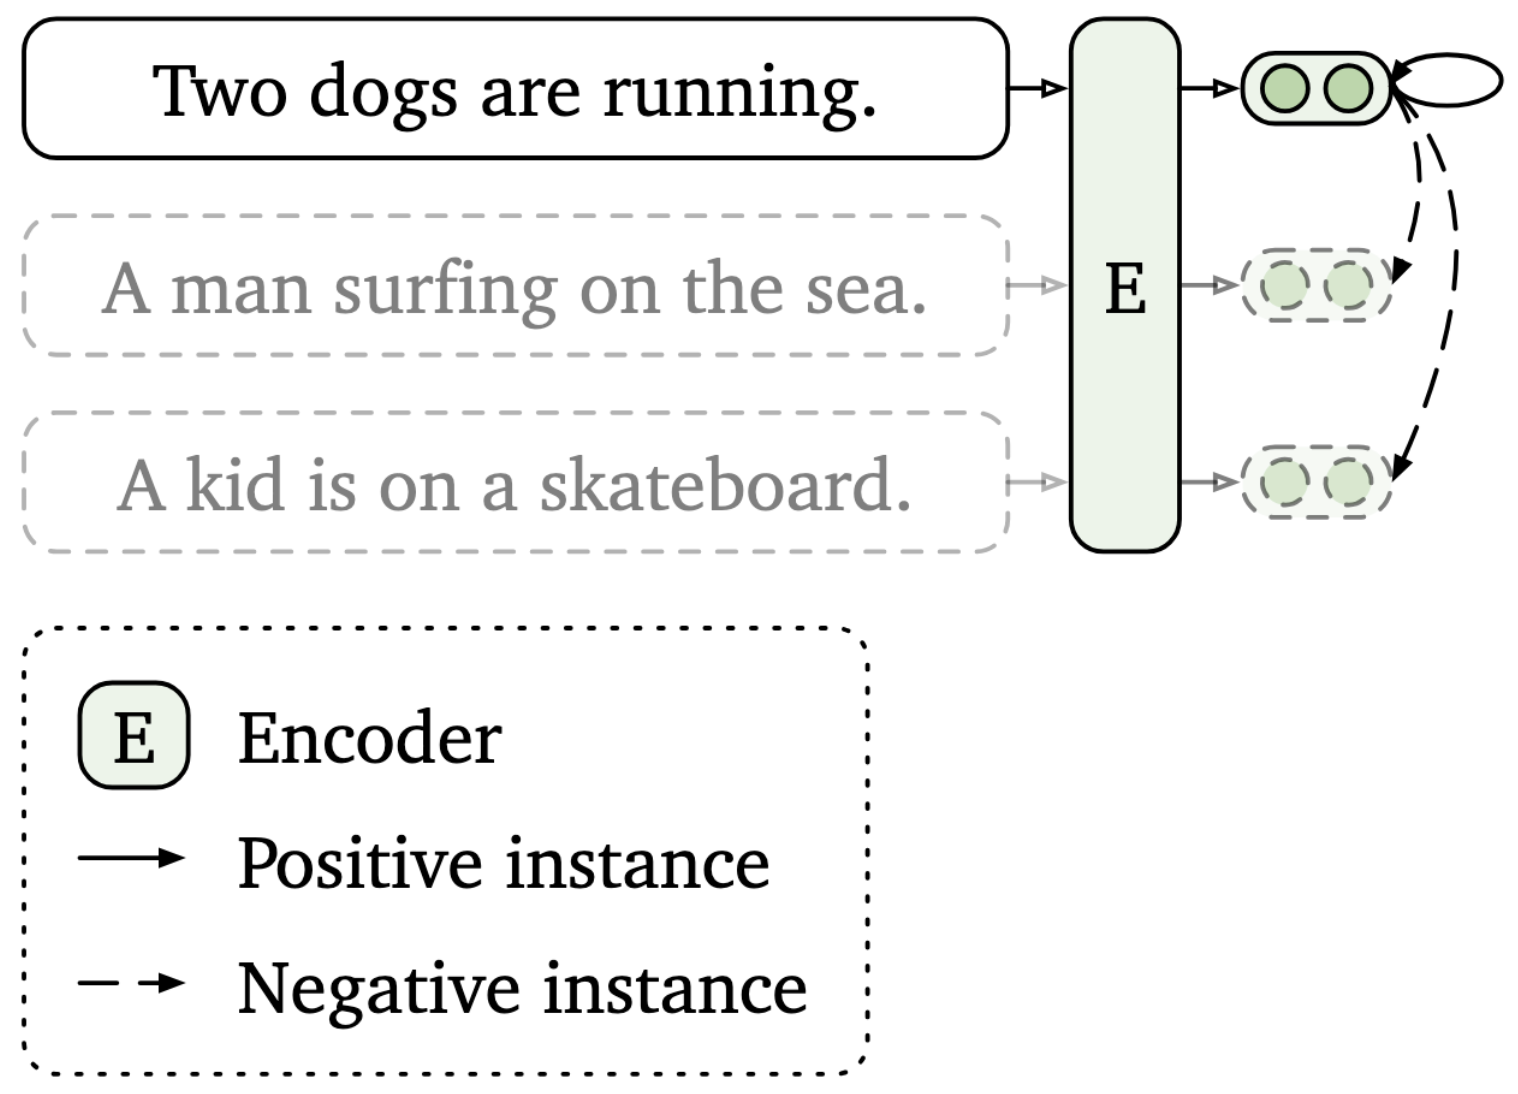 Two dogs are running.
A man surfing on the sea.
E
A kid is on a skateboard.
E Encoder
Positive instance
Negative instance